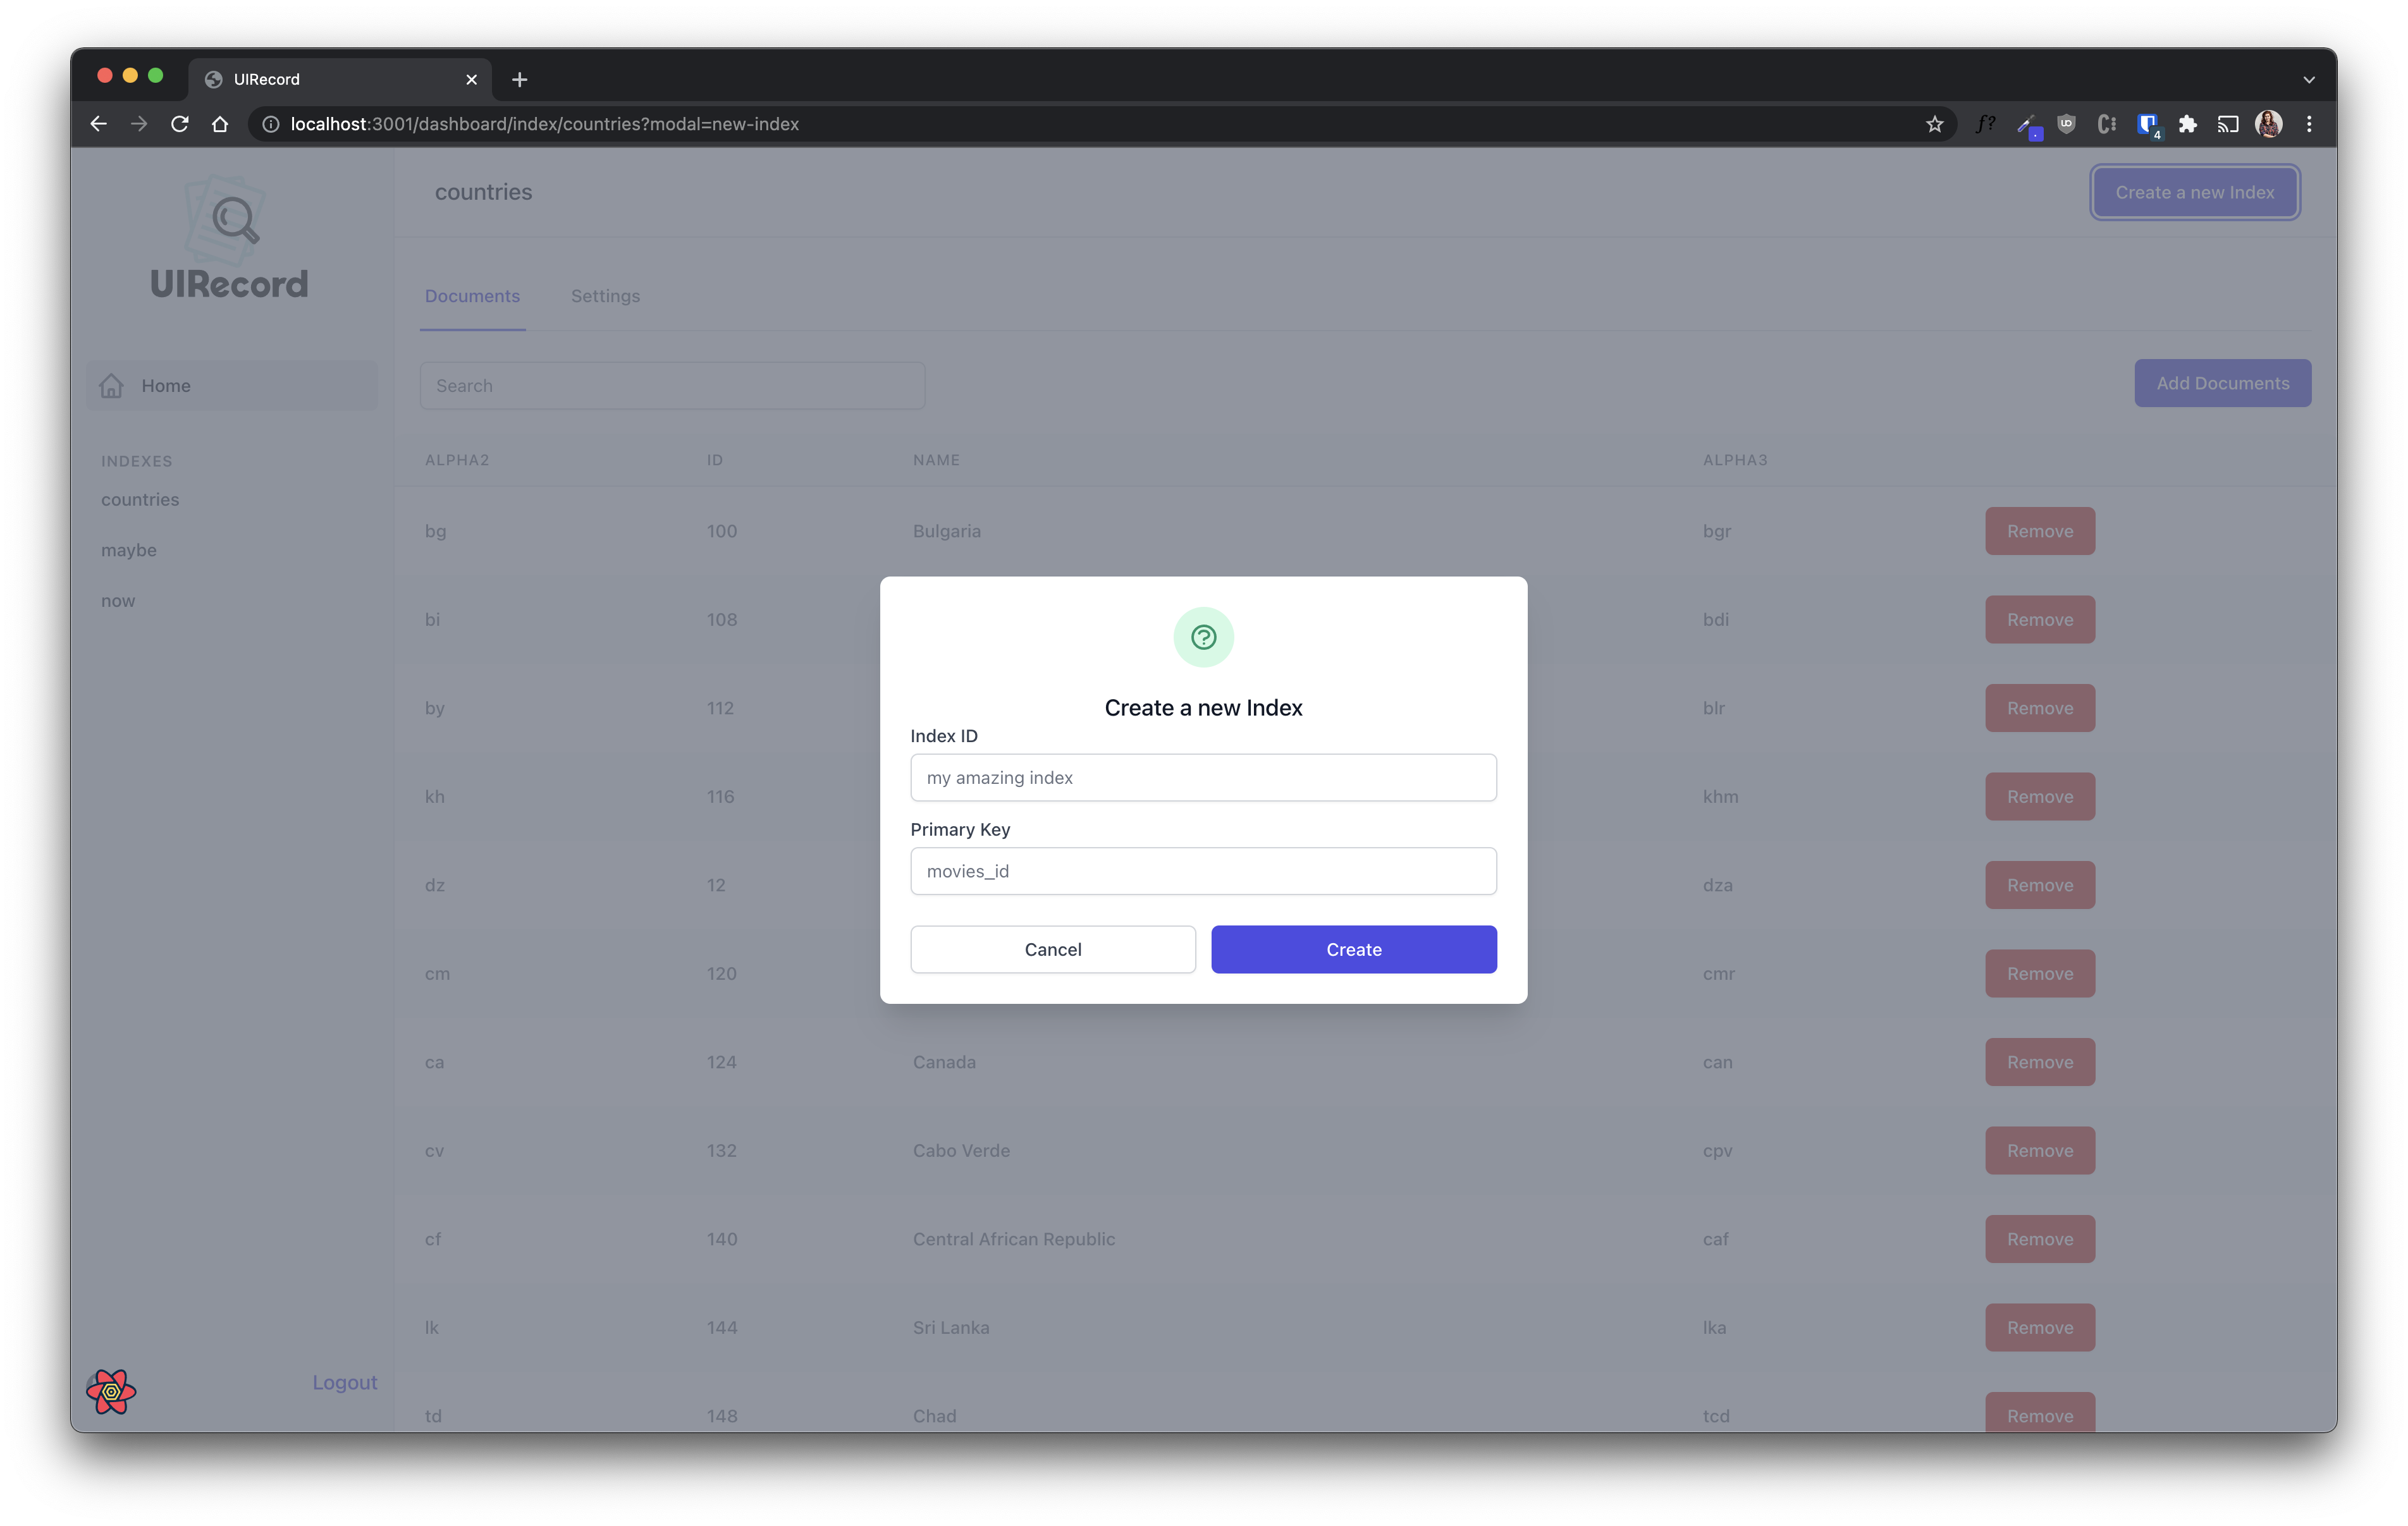 UIRecord
localhost:3001/dashboard/index/countries?modal=new-index
f?
4
UIRecord
countries
Create a new Index
Documents Settings
Home
Search
Add Documents
INDEXES
countries
maybe
now
ALPHA2 ID NAME ALPHA3
bg 100 Bulgaria bgr Remove
bi 108 bdi Remove
by 112 blr Remove
kh 116 khm Remove
dz 12 dza Remove
cm 120 cmr Remove
ca 124 Canada can Remove
cv 132 Cabo Verde cpv Remove
cf 140 Central African Republic caf Remove
lk 144 Sri Lanka lka Remove
td 148 Chad tcd Remove
Create a new Index
Index ID
my amazing index
Primary Key
movies_id
Cancel Create
Logout